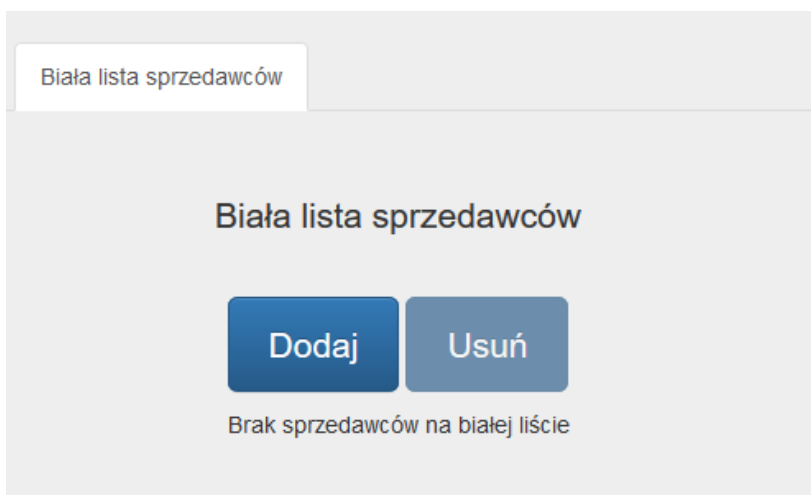 Biała lista sprzedawców
Biała lista sprzedawców
Dodaj Usuń
Brak sprzedawców na białej liście